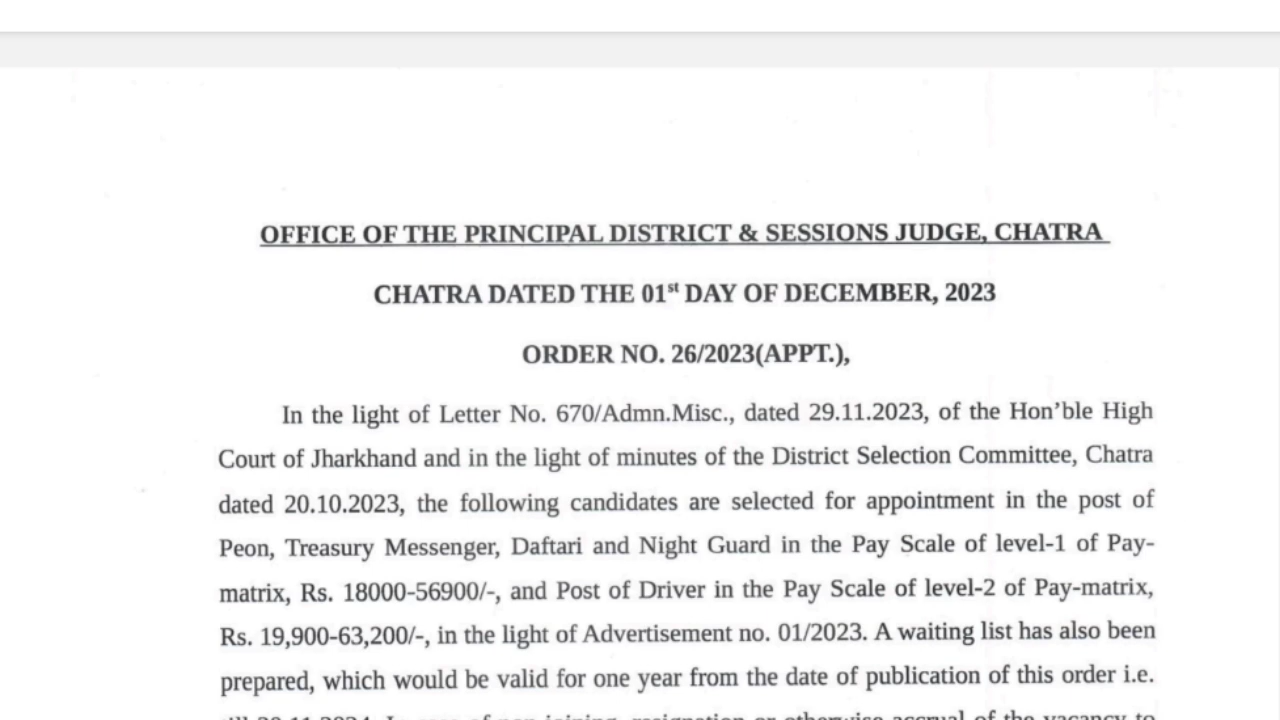 OFFICE OF THE PRINCIPAL DISTRICT & SESSIONS JUDGE, CHATRA
CHATRA DATED THE 01st DAY OF DECEMBER, 2023
ORDER NO. 26/2023(APPT.),
In the light of Letter No. 670/Admn.Misc., dated 29.11.2023, of the Hon’ble High
Court of Jharkhand and in the light of minutes of the District Selection Committee, Chatra
dated 20.10.2023, the following candidates are selected for appointment in the post of
Peon, Treasury Messenger, Daftari and Night Guard in the Pay Scale of level-1 of Pay-
matrix, Rs. 18000-56900/-, and Post of Driver in the Pay Scale of level-2 of Pay-matrix,
Rs. 19,900-63,200/-, in the light of Advertisement no. 01/2023. A waiting list has also been
prepared, which would be valid for one year from the date of publication of this order i.e.